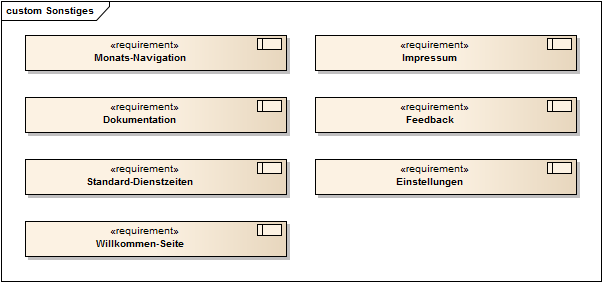 custom Sonstiges
«requirement»
Monats-Navigation
«requirement»
Impressum
«requirement»
Dokumentation
«requirement»
Feedback
«requirement»
Standard-Dienstzeiten
«requirement»
Einstellungen
«requirement»
Willkommen-Seite